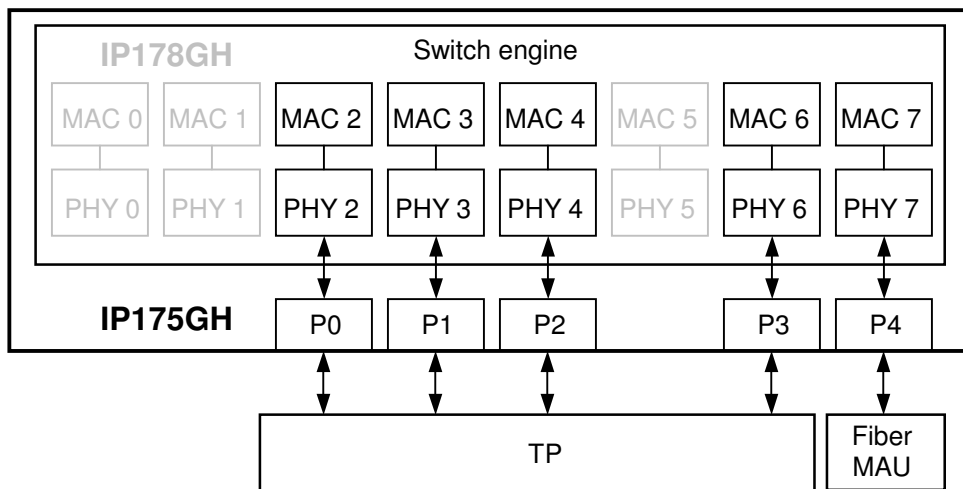 IP178GH
Switch engine
MAC 0 MAC 1 MAC 2 MAC 3 MAC 4 MAC 5 MAC 6 MAC 7
PHY 0 PHY 1 PHY 2 PHY 3 PHY 4 PHY 5 PHY 6 PHY 7
IP175GH P0 P1 P2 P3 P4
TP
Fiber
MAU